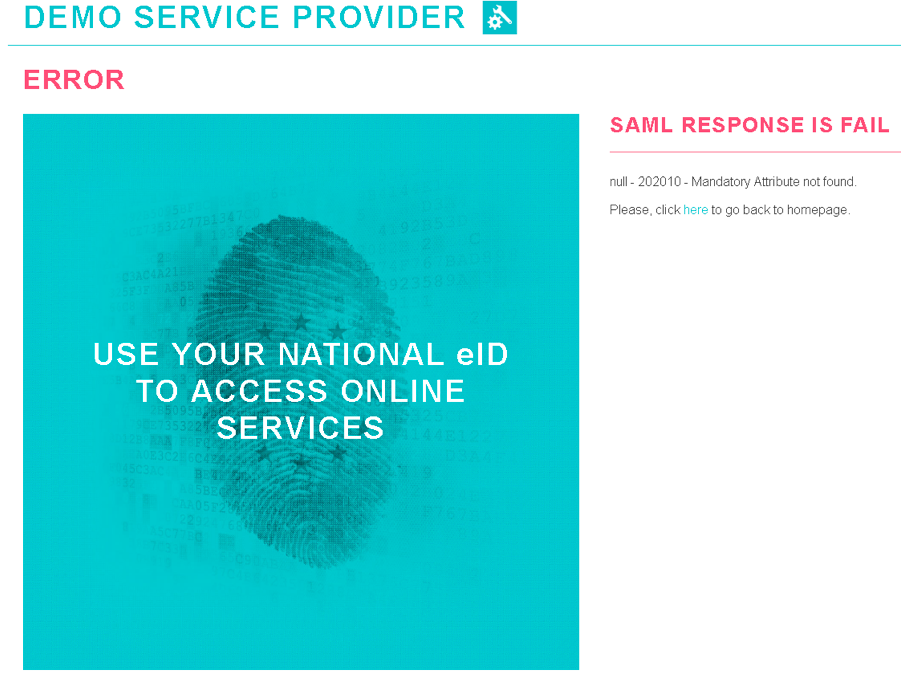 DEMO SERVICE PROVIDER
ERROR
USE YOUR NATIONAL eID
TO ACCESS ONLINE
SERVICES
SAML RESPONSE IS FAIL
null - 202010 - Mandatory Attribute not found.
Please, click here to go back to homepage.